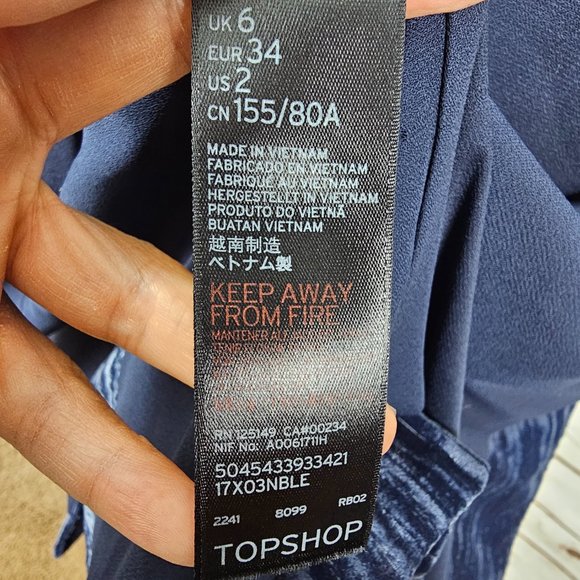 UK 6
EUR 34
US 2
CN 155/80A
MADE IN VIETNAM
FABRICADO EN VIETNAM
FABRIQUÉ AU VIETNAM
HERGESTELLT IN VIETNAM
PRODUTO DO VIETNÃ
BUATAN VIETNAM
越南制造
ベトナム製
KEEP AWAY
FROM FIRE
MANTENER
RN 125149 CA#00234
NIF No: A0061711H
5045433933421
17X03NBLE
2241 8099 RB02
TOPSHOP